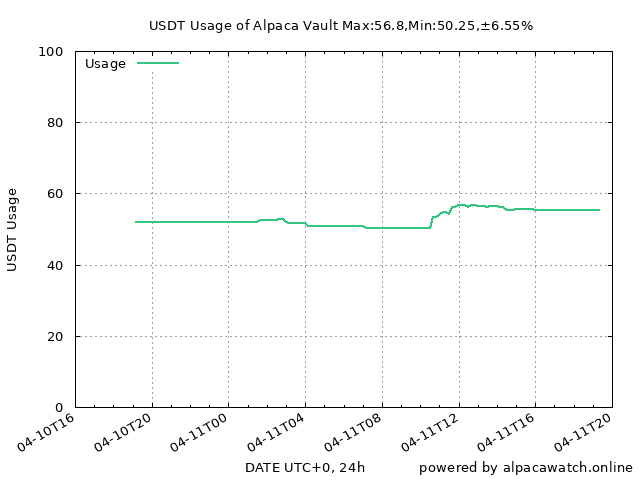 USDT Usage of Alpaca Vault Max:56.8,Min:50.25,±6.55%
100
Usage
80
60
USDT Usage
40
20
0
04-10T16
04-10T20
04-11T00
04-11T04
04-11T08
04-11T12
04-11T16
04-11T20
DATE UTC+0, 24h
powered by alpacawatch.online